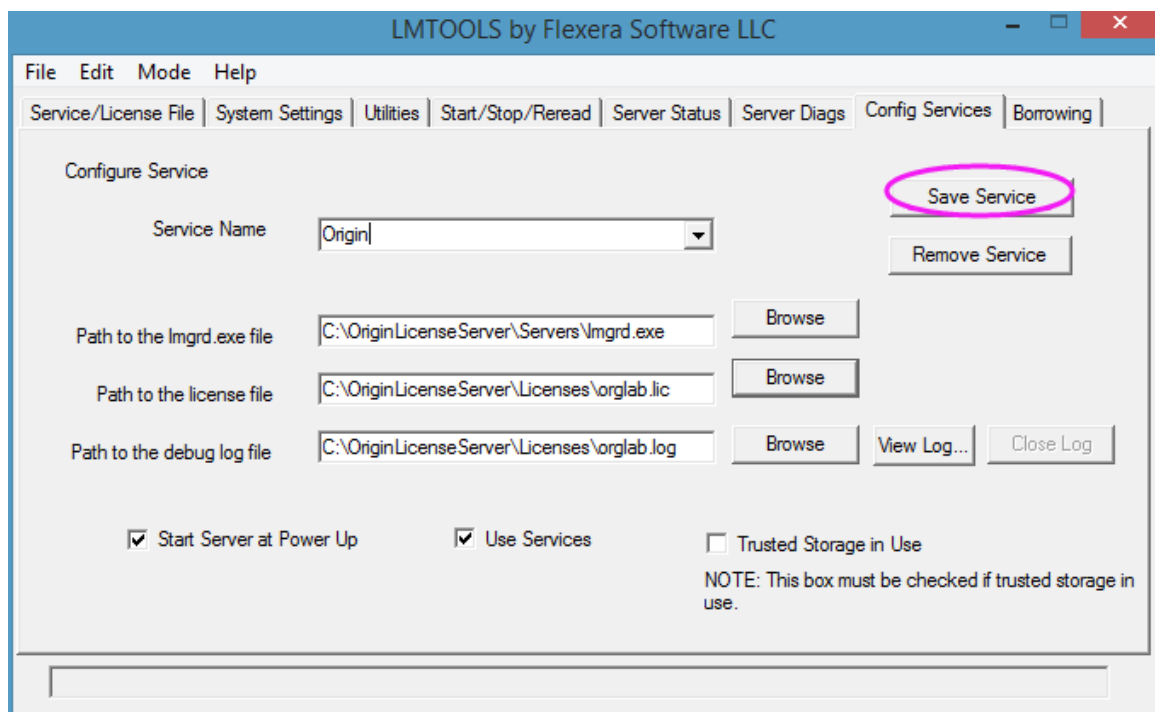 LMTOOLS by Flexera Software LLC
File Edit Mode Help
Service/License File System Settings Utilities Start/Stop/Reread Server Status Server Diags Config Services Borrowing
Configure Service
Save Service
Service Name Origin
Remove Service
Path to the lmgrd.exe file C:\OriginLicenseServer\Servers\lmgrd.exe Browse
Path to the license file C:\OriginLicenseServer\Licenses\orglab.lic Browse
Path to the debug log file C:\OriginLicenseServer\Licenses\orglab.log Browse View Log... Close Log
Start Server at Power Up Use Services Trusted Storage in Use
NOTE: This box must be checked if trusted storage in
use.